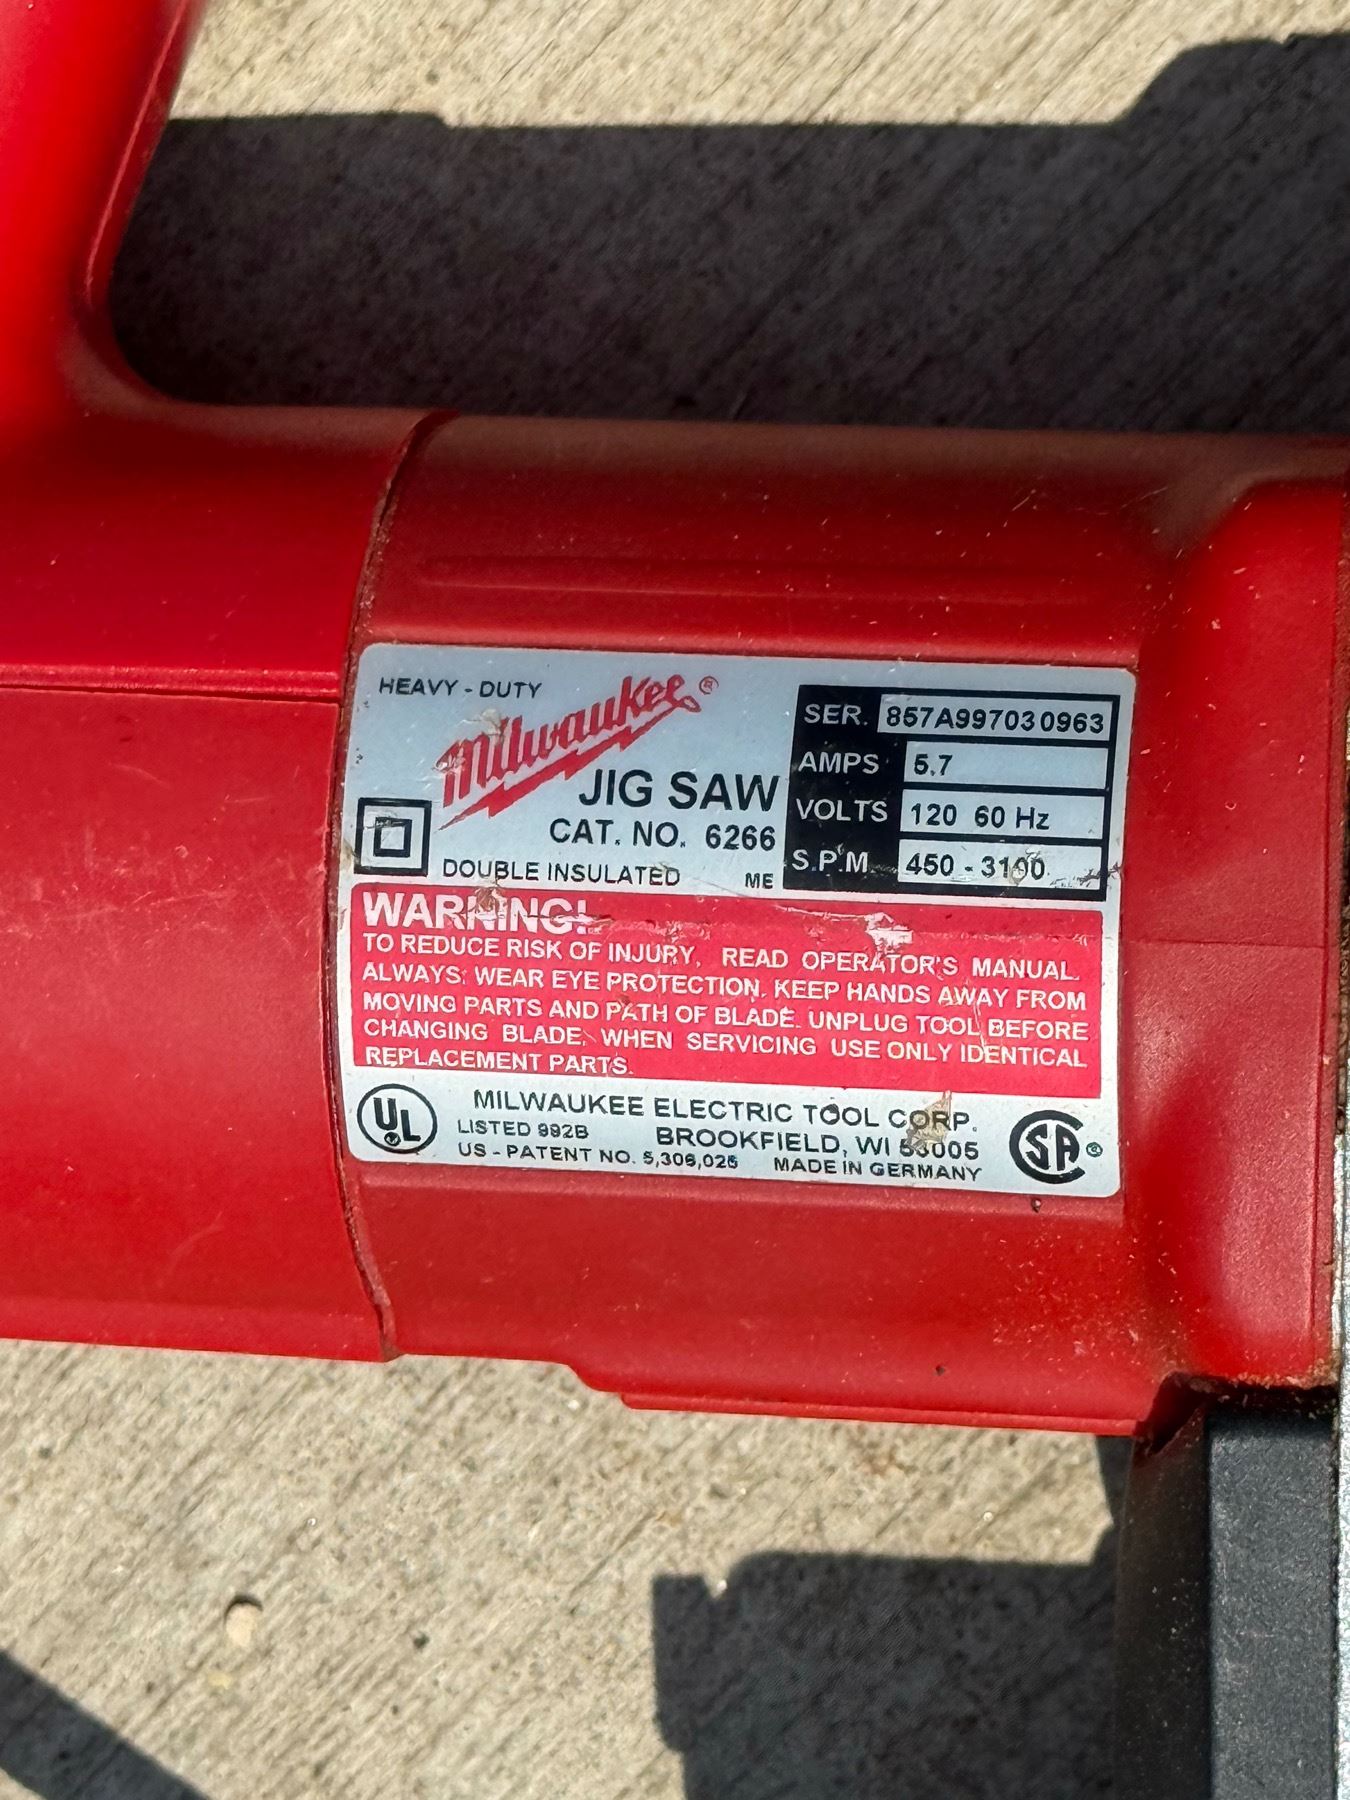 HEAVY - DUTY
Milwaukee®
JIG SAW
CAT. NO. 6266
DOUBLE INSULATED ME
SER. 857A997030963
AMPS 5.7
VOLTS 120 60 Hz
S.P.M 450 - 3100
WARNING!
TO REDUCE RISK OF INJURY, READ OPERATOR'S MANUAL.
ALWAYS: WEAR EYE PROTECTION. KEEP HANDS AWAY FROM
MOVING PARTS AND PATH OF BLADE. UNPLUG TOOL BEFORE
CHANGING BLADE. WHEN SERVICING USE ONLY IDENTICAL
REPLACEMENT PARTS.
UL
MILWAUKEE ELECTRIC TOOL CORP.
LISTED 992B BROOKFIELD, WI 53005
US - PATENT NO. 5,306,025 MADE IN GERMANY
SA®